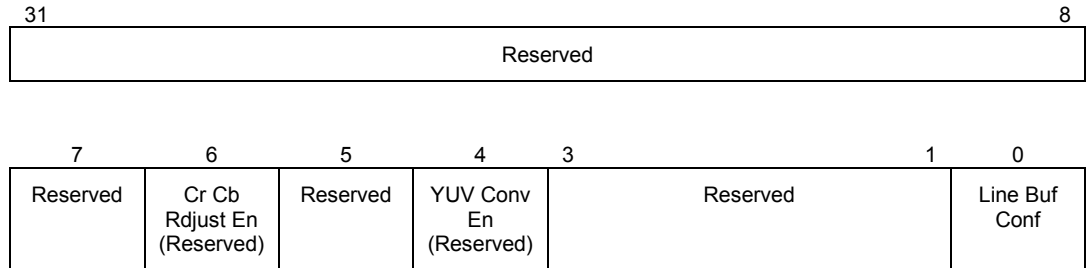 31 8
Reserved
7 6 5 4 3 1 0
Reserved Cr Cb Reserved YUV Conv Reserved Line Buf
Rdjust En En Conf
(Reserved) (Reserved)